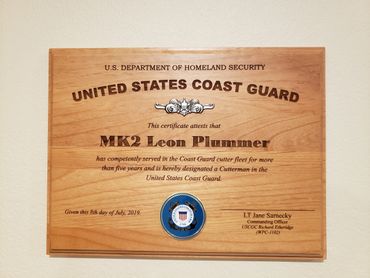 U.S. DEPARTMENT OF HOMELAND SECURITY
UNITED STATES COAST GUARD
This certificate attests that
MK2 Leon Plummer
has competently served in the Coast Guard cutter fleet for more
than five years and is hereby designated a Cutterman in the
United States Coast Guard.
Given this 8th day of July, 2019.
LT Jane Sarnecky
Commanding Officer
USCGC Richard Etheridge
(WPC-1102)